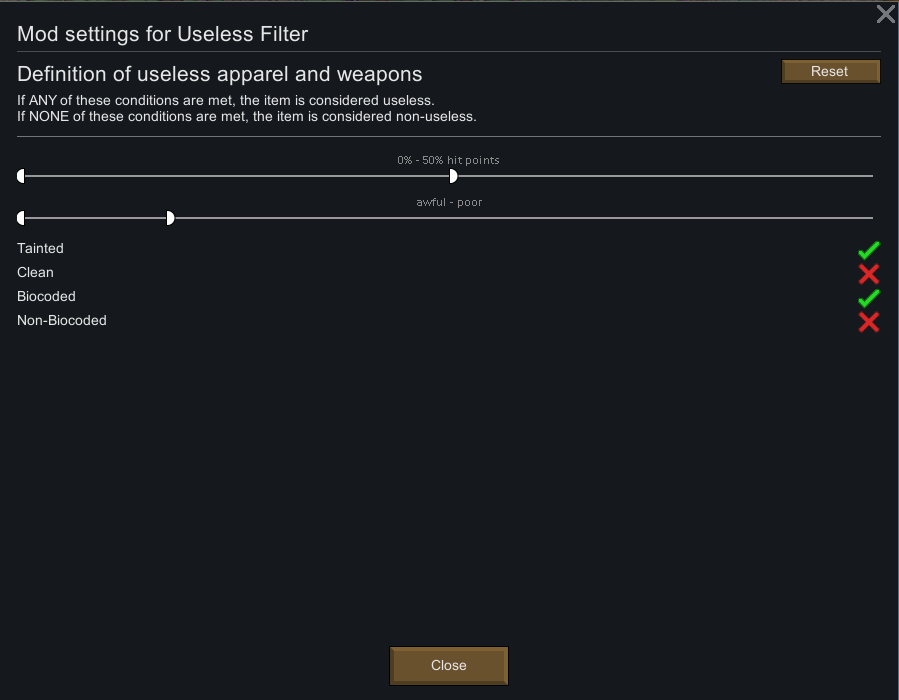 Mod settings for Useless Filter
Definition of useless apparel and weapons
Reset
If ANY of these conditions are met, the item is considered useless.
If NONE of these conditions are met, the item is considered non-useless.
0% - 50% hit points
awful - poor
Tainted
Clean
Biocoded
Non-Biocoded
Close